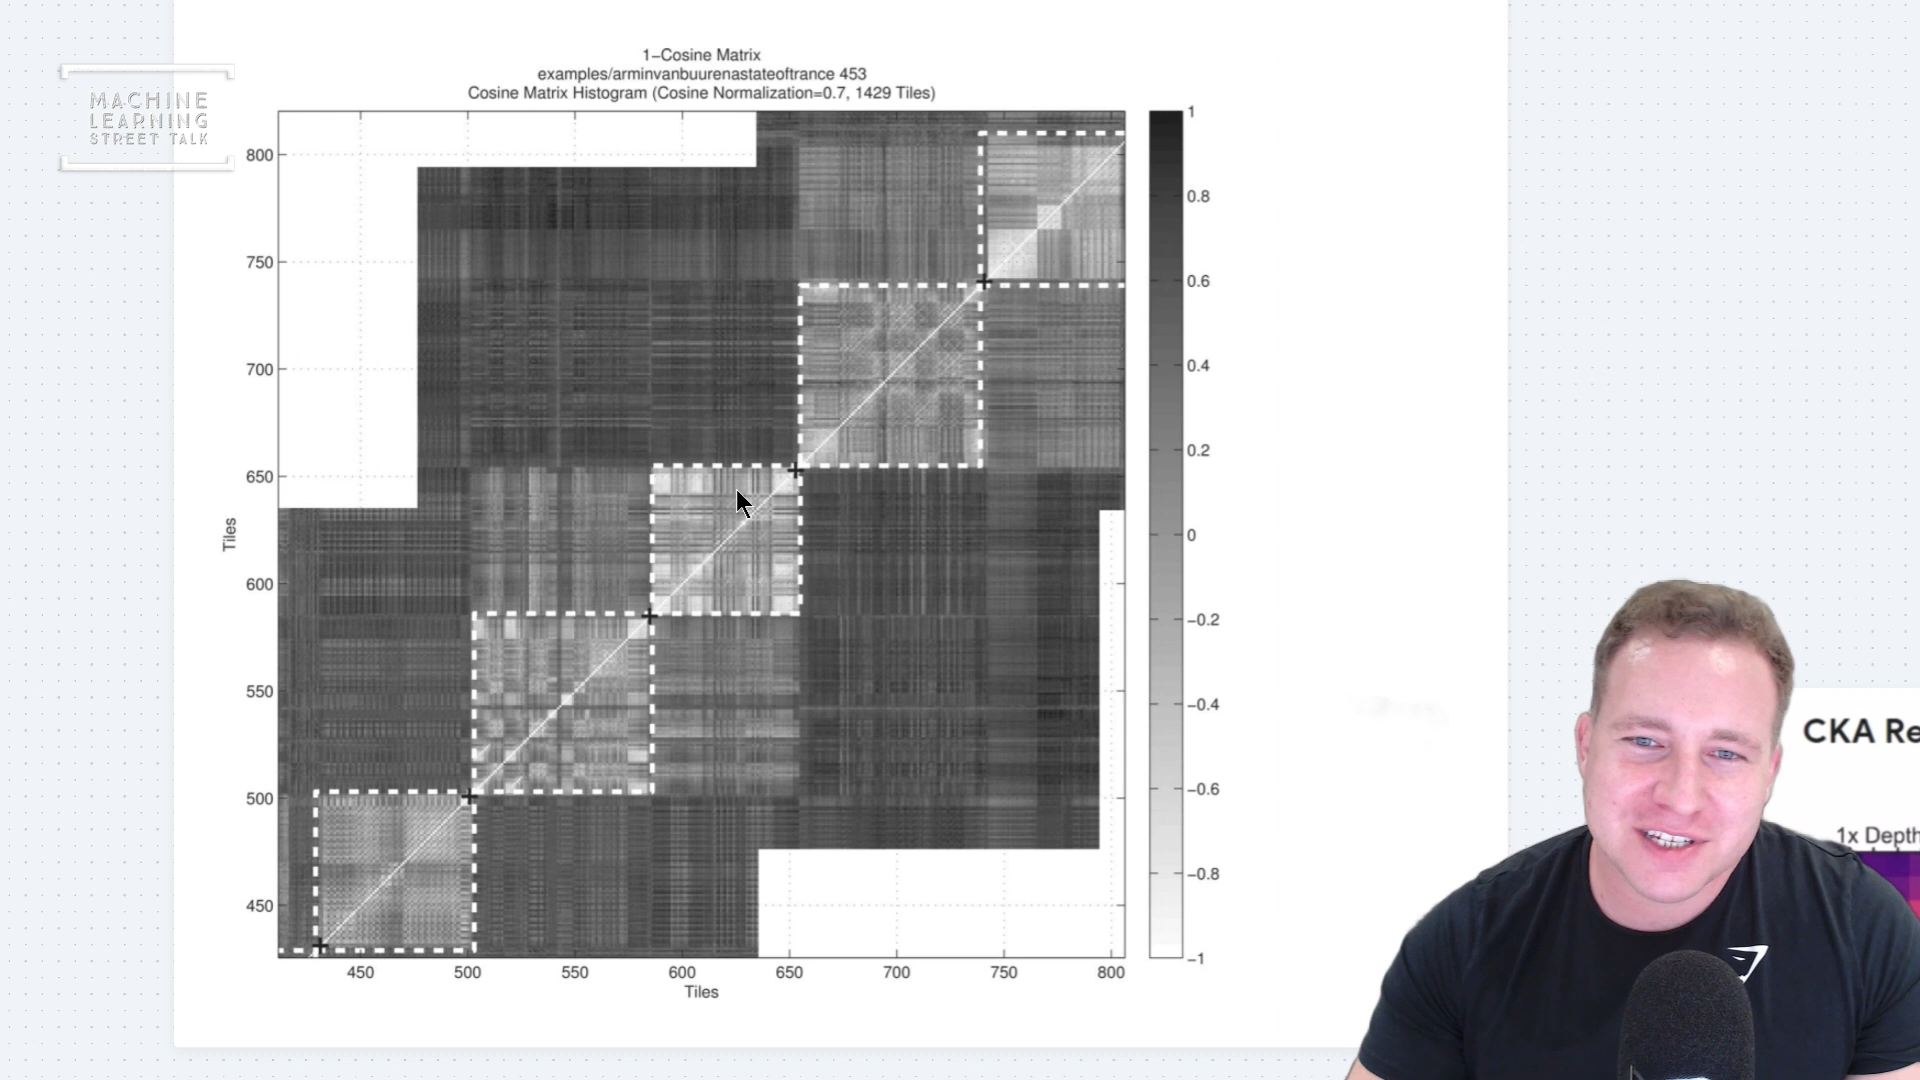 MACHINE
LEARNING
STREET TALK
1−Cosine Matrix
examples/arminvanbuurenastateoftrance 453
Cosine Matrix Histogram (Cosine Normalization=0.7, 1429 Tiles)
800
750
700
650
600
550
500
450
Tiles
450
500
550
600
650
700
750
800
Tiles
1
0.8
0.6
0.4
0.2
0
−0.2
−0.4
−0.6
−0.8
−1
CKA Re
1x Depth